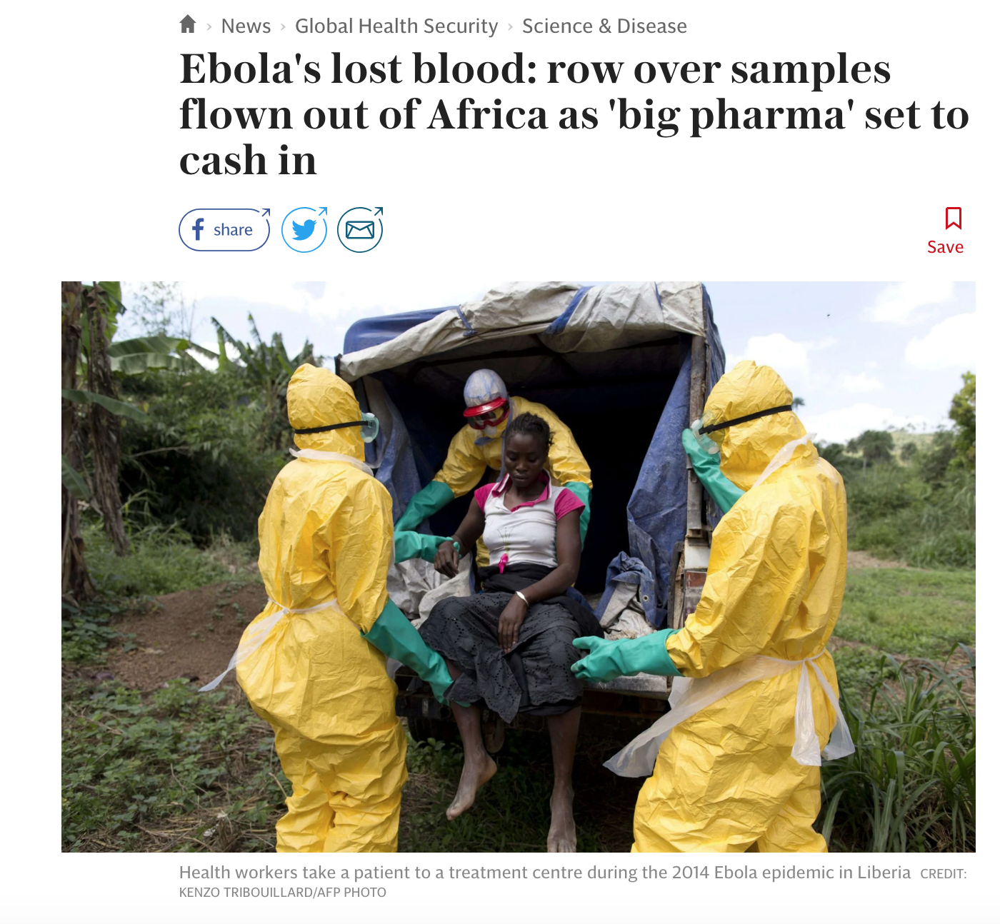 News › Global Health Security › Science & Disease
Ebola's lost blood: row over samples
flown out of Africa as 'big pharma' set to
cash in
share
Save
Health workers take a patient to a treatment centre during the 2014 Ebola epidemic in Liberia CREDIT:
KENZO TRIBOUILLARD/AFP PHOTO